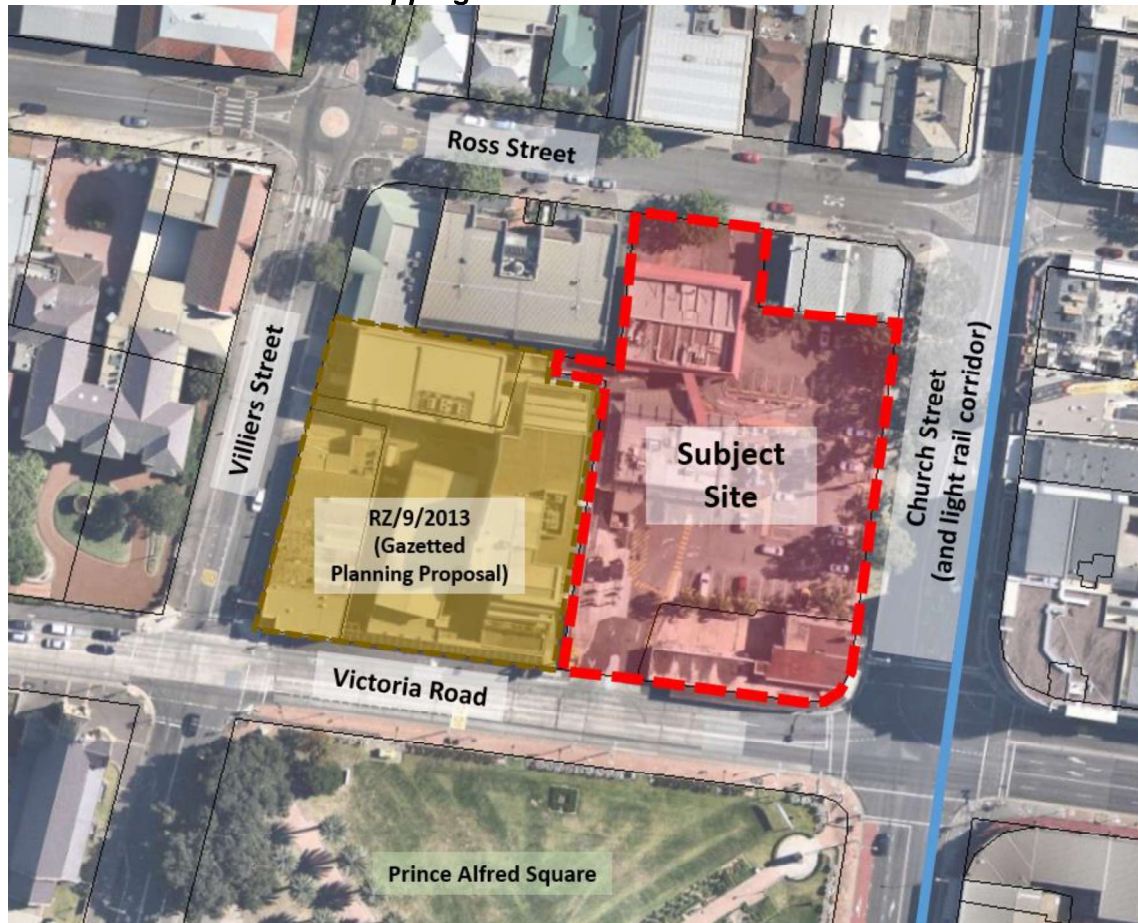 pping
Ross Street
Villiers Street
Subject
Site
Church Street
(and light rail corridor)
RZ/9/2013
(Gazetted
Planning Proposal)
Victoria Road
Prince Alfred Square